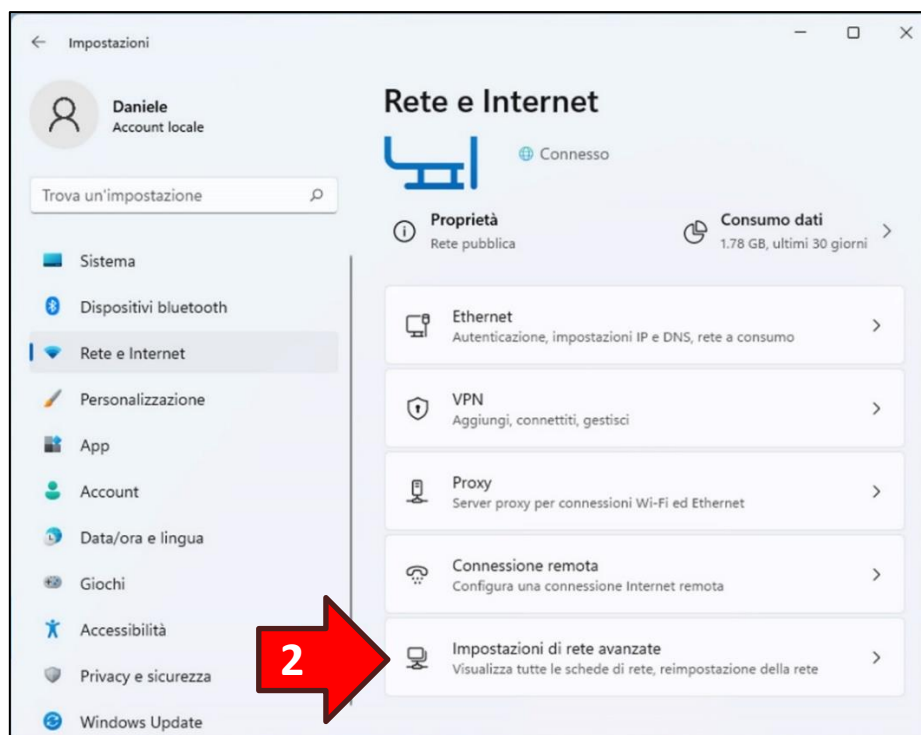 Impostazioni
Daniele
Account locale
Trova un'impostazione
Sistema
Dispositivi bluetooth
Rete e Internet
Personalizzazione
App
Account
Data/ora e lingua
Giochi
Accessibilità
Privacy e sicurezza
Windows Update
Rete e Internet
Connesso
Proprietà
Rete pubblica
Consumo dati
1.78 GB, ultimi 30 giorni
Ethernet
Autenticazione, impostazioni IP e DNS, rete a consumo
VPN
Aggiungi, connettiti, gestisci
Proxy
Server proxy per connessioni Wi-Fi ed Ethernet
Connessione remota
Configura una connessione Internet remota
2
Impostazioni di rete avanzate
Visualizza tutte le schede di rete, reimpostazione della rete